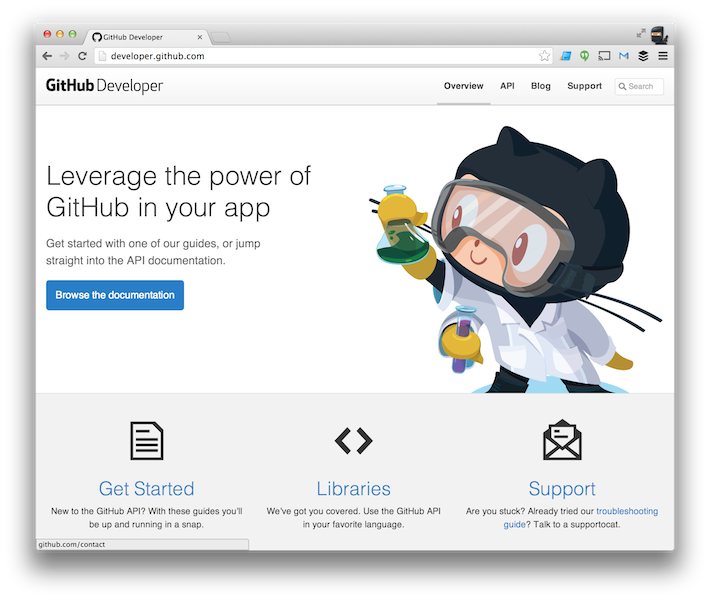 GitHub Developer
developer.github.com
GitHub Developer
Overview
API
Blog
Support
Search
Leverage the power of
GitHub in your app
Get started with one of our guides, or jump
straight into the API documentation.
Browse the documentation
Get Started
New to the GitHub API? With these guides you'll
be up and running in a snap.
Libraries
We've got you covered. Use the GitHub API
in your favorite language.
Support
Are you stuck? Already tried our troubleshooting
guide? Talk to a supportocat.
github.com/contact